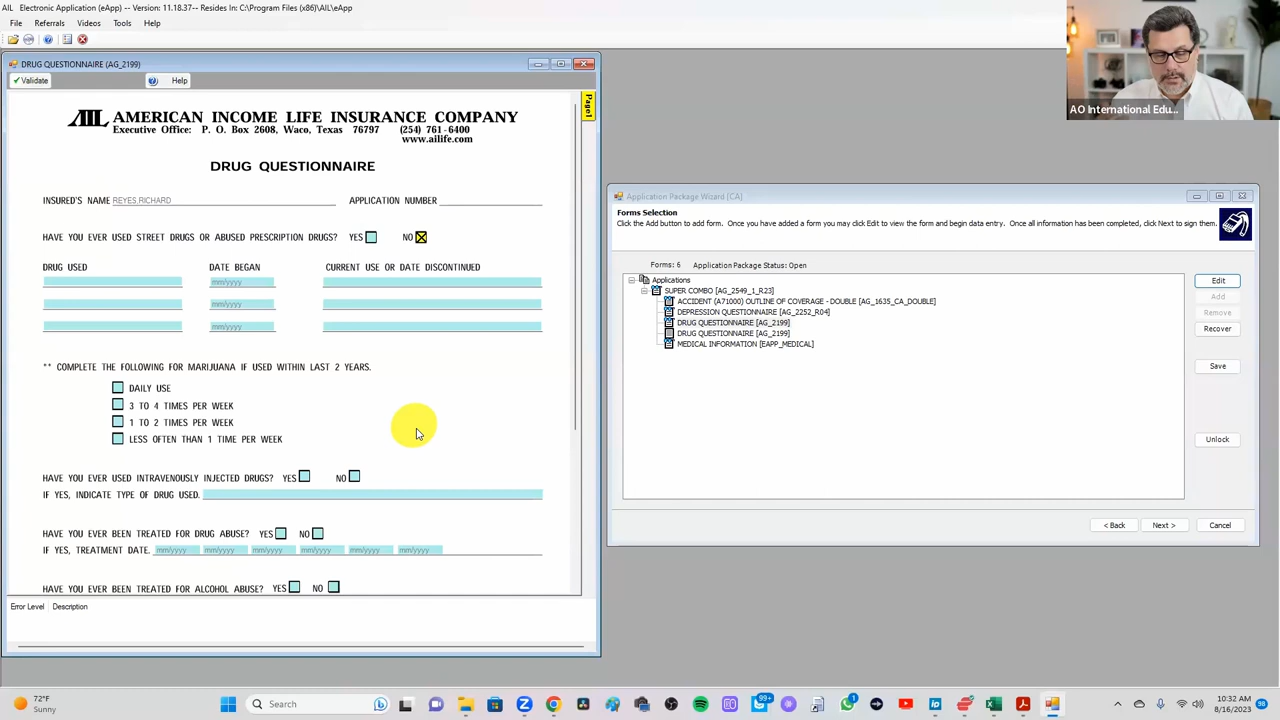 AIL   Electronic Application (eApp) -- Version: 11.18.37-- Resides In: C:\Program Files (x86)\AIL\eApp
File   Referrals   Videos   Tools   Help
DRUG QUESTIONNAIRE (AG_2199)
Validate   Help
Page1
AIL AMERICAN INCOME LIFE INSURANCE COMPANY
Executive Office: P. O. Box 2608, Waco, Texas 76797 (254) 761-6400
www.ailife.com
DRUG QUESTIONNAIRE
INSURED'S NAME REYES,RICHARD   APPLICATION NUMBER
HAVE YOU EVER USED STREET DRUGS OR ABUSED PRESCRIPTION DRUGS?   YES   NO
DRUG USED   DATE BEGAN   CURRENT USE OR DATE DISCONTINUED
mm/yyyy
mm/yyyy
mm/yyyy
** COMPLETE THE FOLLOWING FOR MARIJUANA IF USED WITHIN LAST 2 YEARS.
DAILY USE
3 TO 4 TIMES PER WEEK
1 TO 2 TIMES PER WEEK
LESS OFTEN THAN 1 TIME PER WEEK
HAVE YOU EVER USED INTRAVENOUSLY INJECTED DRUGS?   YES   NO
IF YES, INDICATE TYPE OF DRUG USED.
HAVE YOU EVER BEEN TREATED FOR DRUG ABUSE?   YES   NO
IF YES, TREATMENT DATE. mm/yyyy mm/yyyy mm/yyyy mm/yyyy mm/yyyy mm/yyyy
HAVE YOU EVER BEEN TREATED FOR ALCOHOL ABUSE?   YES   NO
Error Level   Description
AO International Edu...
Application Package Wizard [CA]
Forms Selection
Click the Add button to add form. Once you have added a form you may click Edit to view the form and begin data entry. Once all information has been completed, click Next to sign them.
Forms: 6   Application Package Status: Open
Applications
SUPER COMBO [AG_2549_1_R23]
ACCIDENT (A71000) OUTLINE OF COVERAGE - DOUBLE [AG_1635_CA_DOUBLE]
DEPRESSION QUESTIONNAIRE [AG_2252_R04]
DRUG QUESTIONNAIRE [AG_2199]
DRUG QUESTIONNAIRE [AG_2199]
MEDICAL INFORMATION [EAPP_MEDICAL]
Edit
Add
Remove
Recover
Save
Unlock
< Back   Next >   Cancel
72°F
Sunny
Search
99+
1
10:32 AM
8/16/2023
98